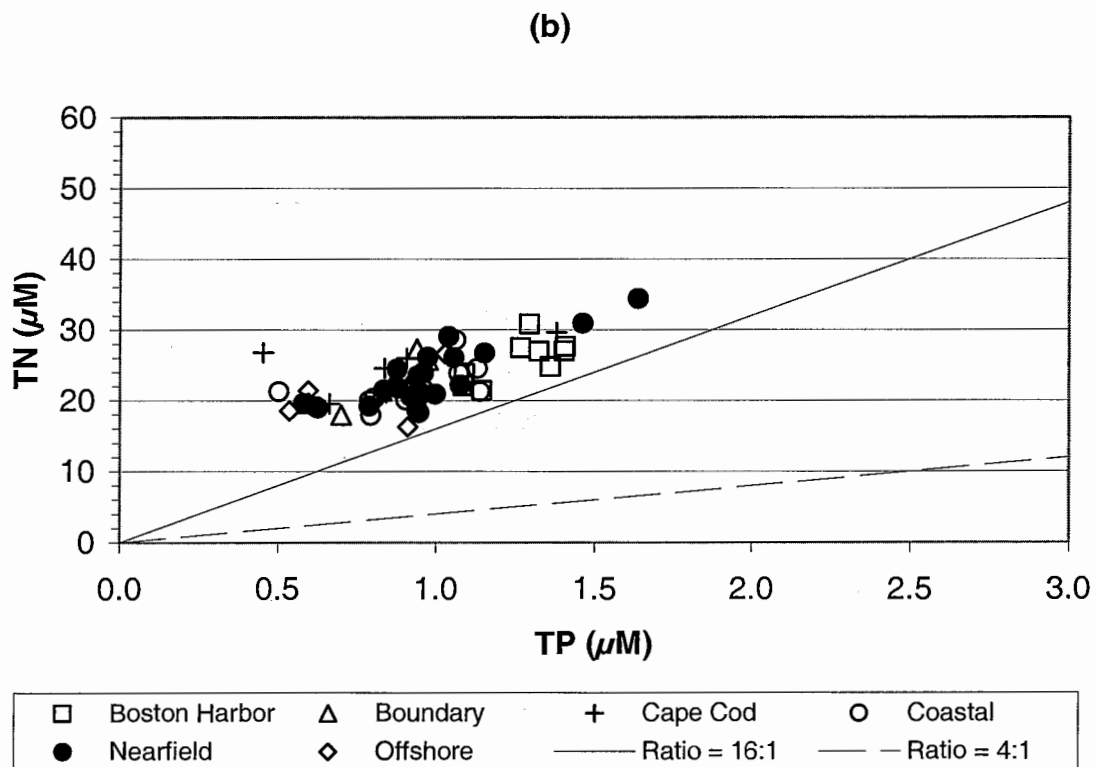 (b)
60
50
40
30
20
10
0
TN (µM)
0.0 0.5 1.0 1.5 2.0 2.5 3.0
TP (µM)
Boston Harbor Boundary Cape Cod Coastal
Nearfield Offshore Ratio = 16:1 Ratio = 4:1